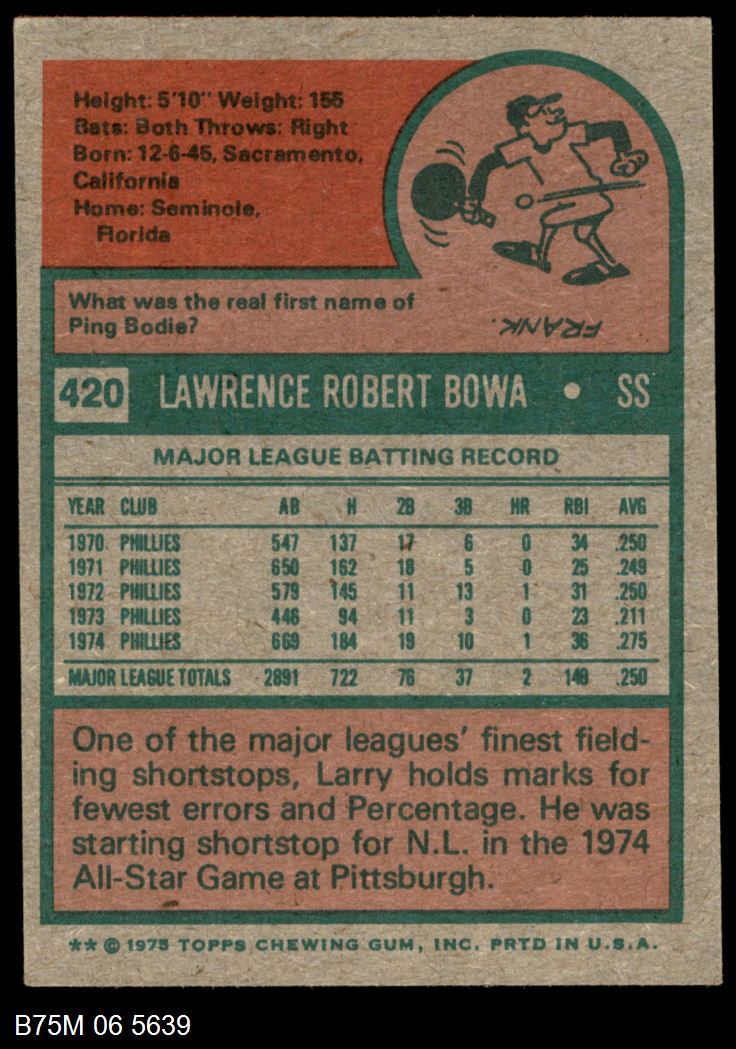 Height: 5'10" Weight: 155
Bats: Both Throws: Right
Born: 12-6-45, Sacramento,
California
Home: Seminole,
Florida
What was the real first name of
Ping Bodie?
FRANK.
420 LAWRENCE ROBERT BOWA • SS
MAJOR LEAGUE BATTING RECORD
YEAR CLUB AB H 2B 3B HR RBI AVG
1970 PHILLIES 547 137 17 6 0 34 .250
1971 PHILLIES 650 162 18 5 0 25 .249
1972 PHILLIES 579 145 11 13 1 31 .250
1973 PHILLIES 446 94 11 3 0 23 .211
1974 PHILLIES 669 184 19 10 1 36 .275
MAJOR LEAGUE TOTALS 2891 722 76 37 2 149 .250
One of the major leagues' finest field-
ing shortstops, Larry holds marks for
fewest errors and Percentage. He was
starting shortstop for N.L. in the 1974
All-Star Game at Pittsburgh.
** © 1975 TOPPS CHEWING GUM, INC. PRTD IN U.S.A.
B75M 06 5639